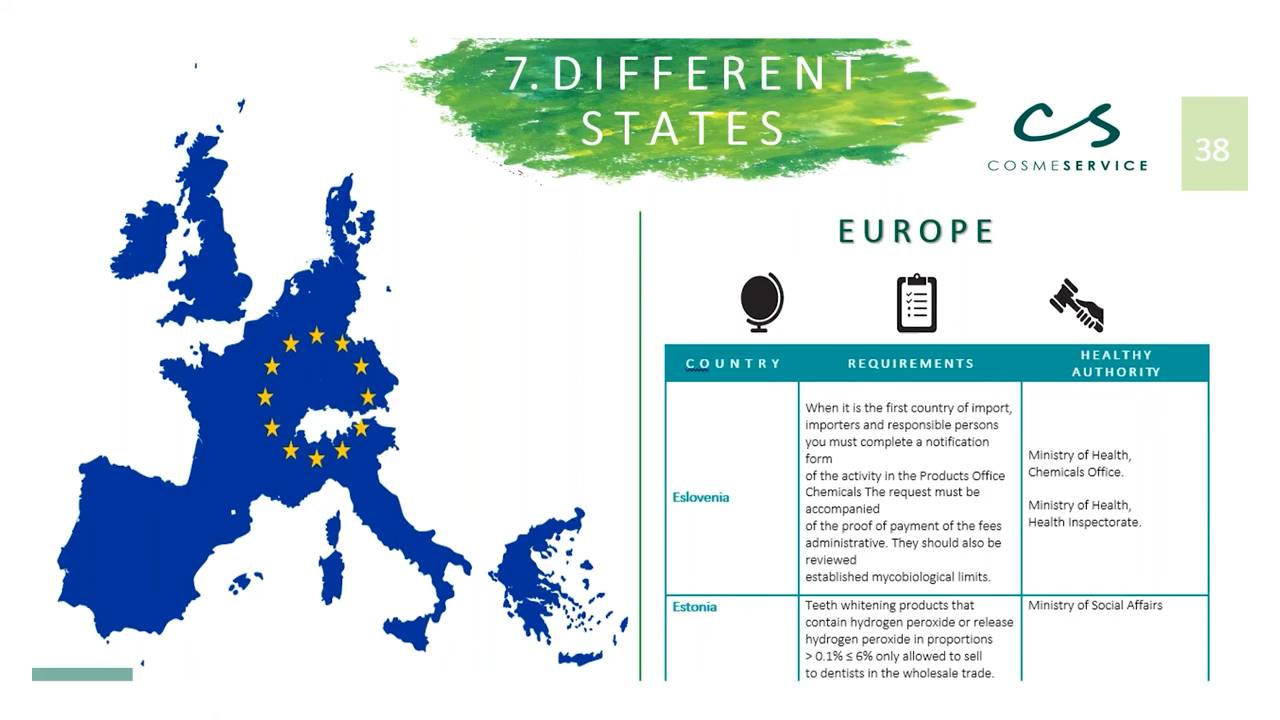 7. DIFFERENT
STATES
CS
COSMESERVICE
38
EUROPE
COUNTRY
REQUIREMENTS
HEALTHY
AUTHORITY
Eslovenia
When it is the first country of import,
importers and responsible persons
you must complete a notification
form
of the activity in the Products Office
Chemicals The request must be
accompanied
of the proof of payment of the fees
administrative. They should also be
reviewed
established mycobiological limits.
Ministry of Health,
Chemicals Office.
Ministry of Health,
Health Inspectorate.
Estonia
Teeth whitening products that
contain hydrogen peroxide or release
hydrogen peroxide in proportions
> 0.1% ≤ 6% only allowed to sell
to dentists in the wholesale trade.
Ministry of Social Affairs